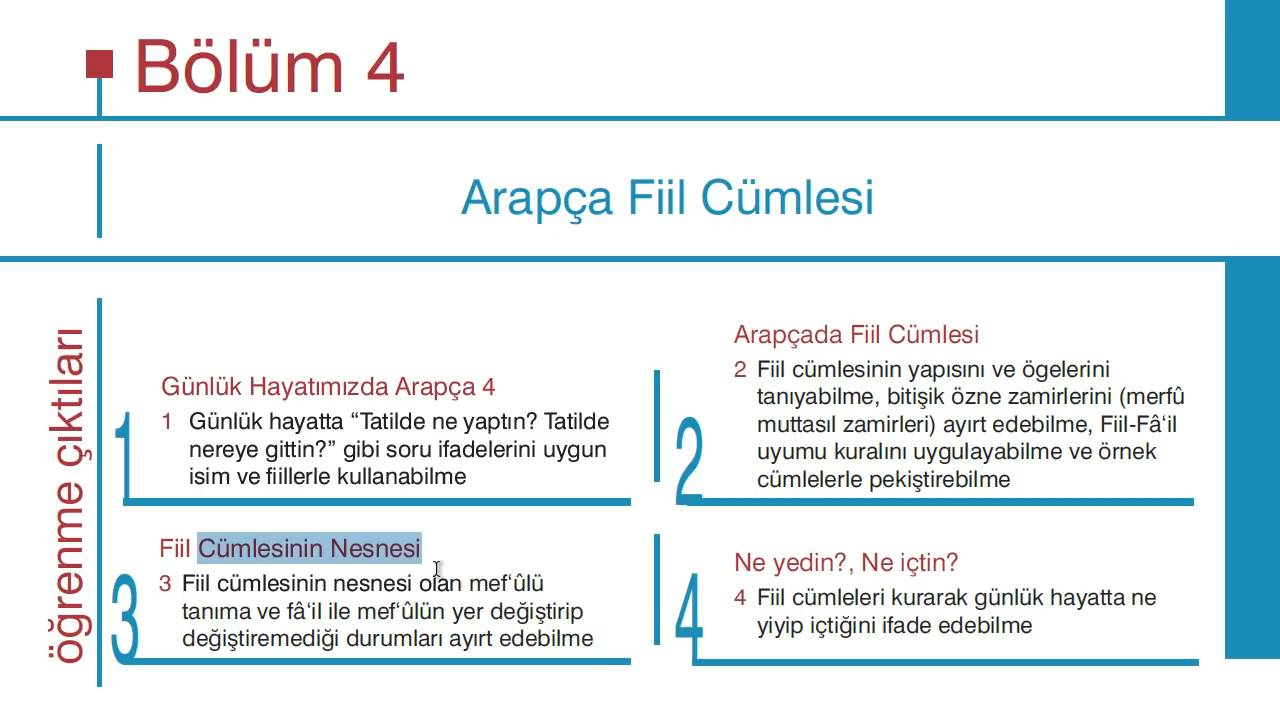 Bölüm 4
Arapça Fiil Cümlesi
öğrenme çıktıları
1
Günlük Hayatımızda Arapça 4
1 Günlük hayatta “Tatilde ne yaptın? Tatilde
nereye gittin?” gibi soru ifadelerini uygun
isim ve fiillerle kullanabilme
2
Arapçada Fiil Cümlesi
2 Fiil cümlesinin yapısını ve ögelerini
tanıyabilme, bitişik özne zamirlerini (merfû
muttasıl zamirleri) ayırt edebilme, Fiil-Fâ‘il
uyumu kuralını uygulayabilme ve örnek
cümlelerle pekiştirebilme
3
Fiil Cümlesinin Nesnesi
3 Fiil cümlesinin nesnesi olan mef‘ûlü
tanıma ve fâ‘il ile mef‘ûlün yer değiştirip
değiştiremediği durumları ayırt edebilme
4
Ne yedin?, Ne içtin?
4 Fiil cümleleri kurarak günlük hayatta ne
yiyip içtiğini ifade edebilme